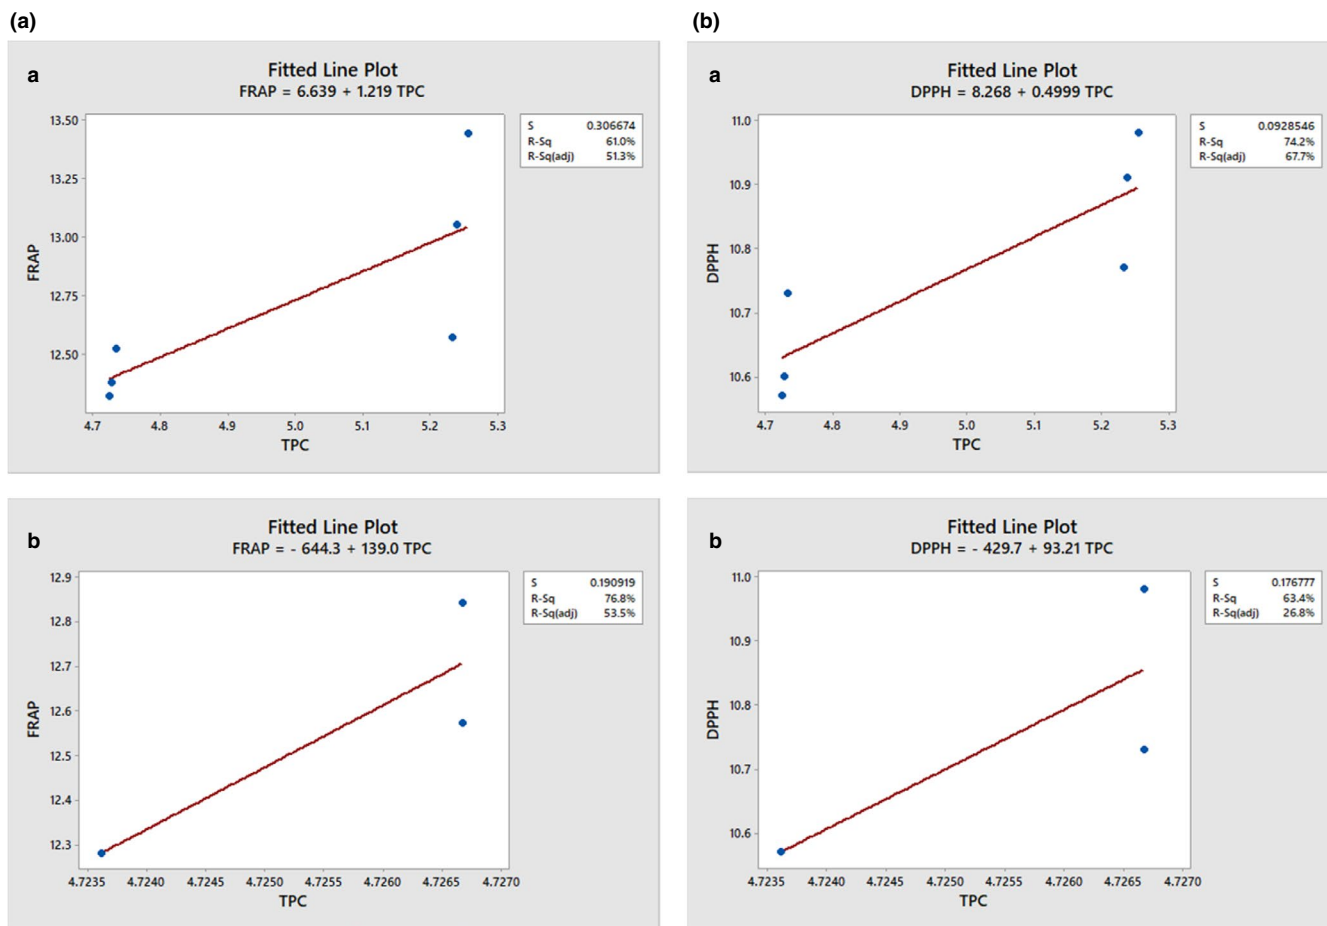 (a)
a
Fitted Line Plot
FRAP = 6.639 + 1.219 TPC
S 0.306674
R-Sq 61.0%
R-Sq(adj) 51.3%
13.50
13.25
13.00
12.75
12.50
FRAP
4.7 4.8 4.9 5.0 5.1 5.2 5.3
TPC
(b)
a
Fitted Line Plot
DPPH = 8.268 + 0.4999 TPC
S 0.0928546
R-Sq 74.2%
R-Sq(adj) 67.7%
11.0
10.9
10.8
10.7
10.6
DPPH
4.7 4.8 4.9 5.0 5.1 5.2 5.3
TPC
b
Fitted Line Plot
FRAP = - 644.3 + 139.0 TPC
S 0.190919
R-Sq 76.8%
R-Sq(adj) 53.5%
12.9
12.8
12.7
12.6
12.5
12.4
12.3
FRAP
4.7235 4.7240 4.7245 4.7250 4.7255 4.7260 4.7265 4.7270
TPC
b
Fitted Line Plot
DPPH = - 429.7 + 93.21 TPC
S 0.176777
R-Sq 63.4%
R-Sq(adj) 26.8%
11.0
10.9
10.8
10.7
10.6
DPPH
4.7235 4.7240 4.7245 4.7250 4.7255 4.7260 4.7265 4.7270
TPC